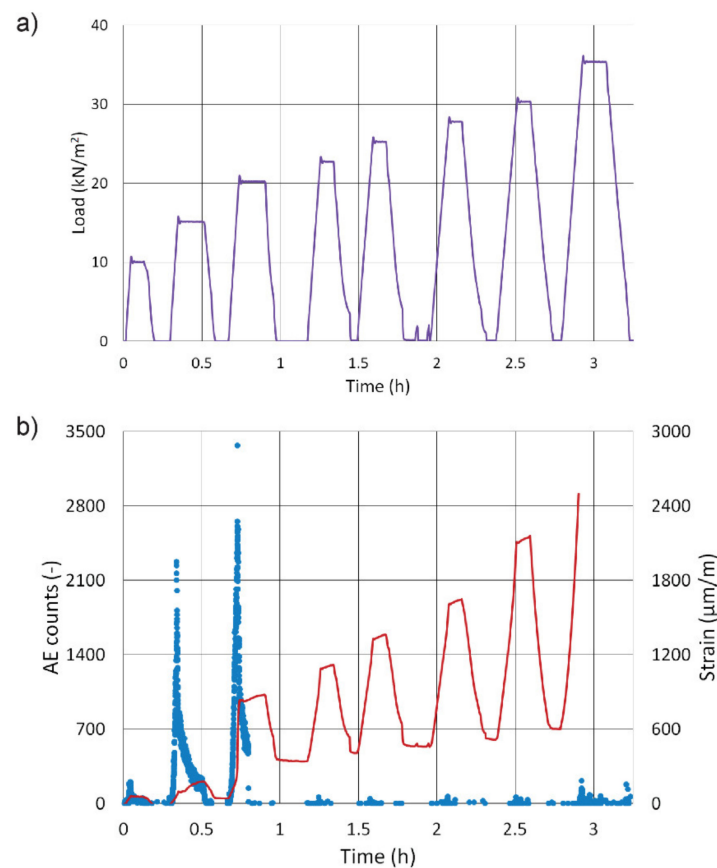 a)
40
30
20
10
0
Load (kN/m²)
0 0.5 1 1.5 2 2.5 3
Time (h)
b)
3500
2800
2100
1400
700
0
AE counts (-)
3000
2400
1800
1200
600
0
Strain (µm/m)
0 0.5 1 1.5 2 2.5 3
Time (h)